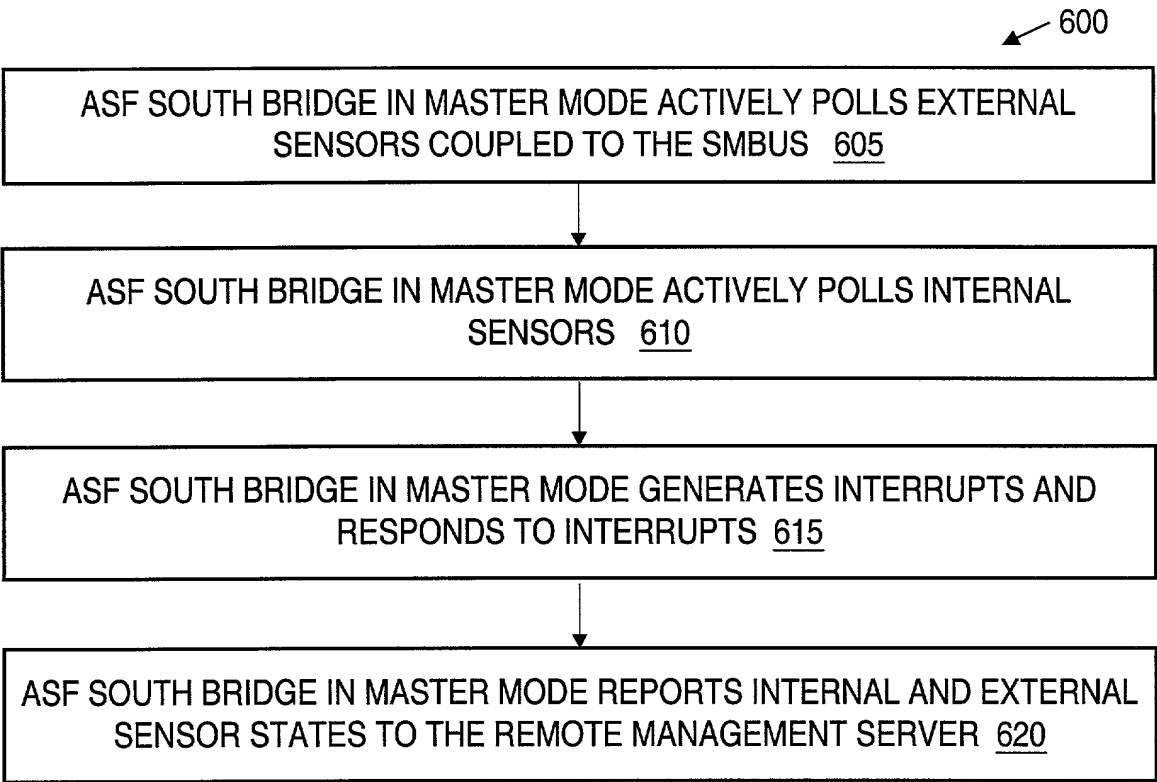 600
ASF SOUTH BRIDGE IN MASTER MODE ACTIVELY POLLS EXTERNAL
SENSORS COUPLED TO THE SMBUS 605
ASF SOUTH BRIDGE IN MASTER MODE ACTIVELY POLLS INTERNAL
SENSORS 610
ASF SOUTH BRIDGE IN MASTER MODE GENERATES INTERRUPTS AND
RESPONDS TO INTERRUPTS 615
ASF SOUTH BRIDGE IN MASTER MODE REPORTS INTERNAL AND EXTERNAL
SENSOR STATES TO THE REMOTE MANAGEMENT SERVER 620